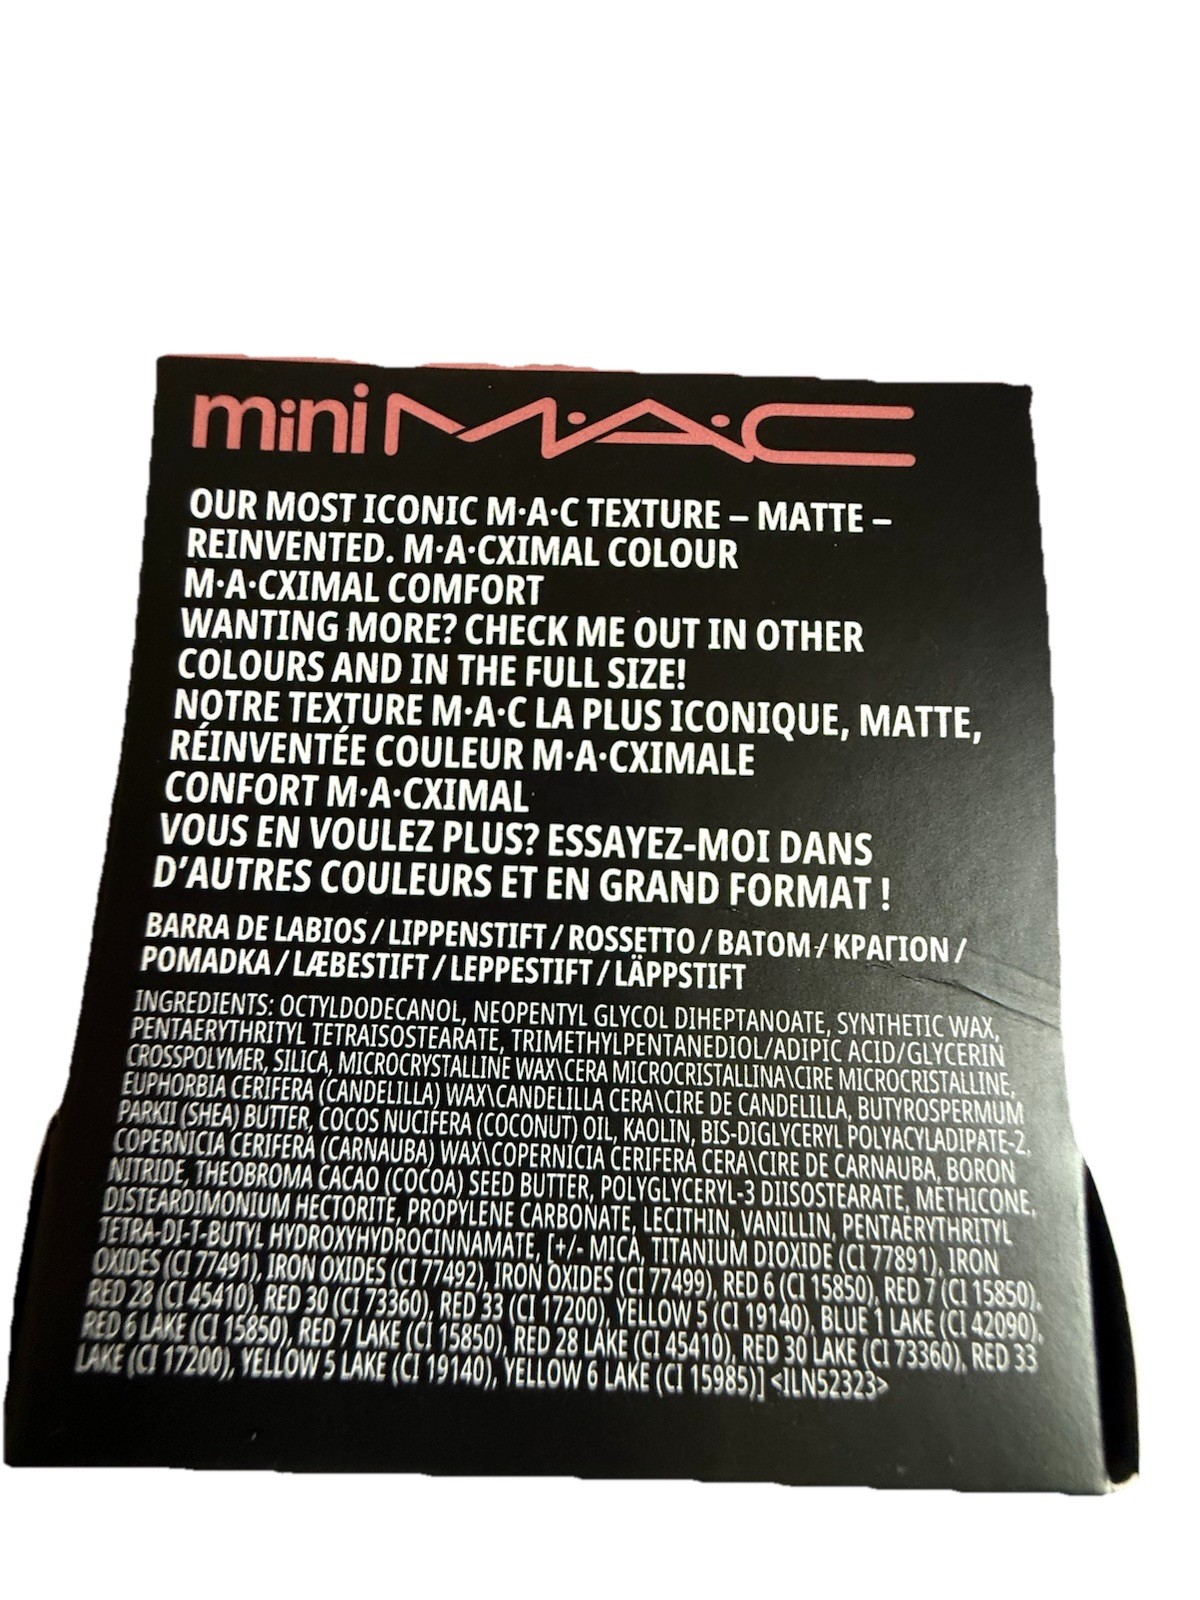 mini M·A·C
OUR MOST ICONIC M·A·C TEXTURE – MATTE –
REINVENTED. M·A·CXIMAL COLOUR
M·A·CXIMAL COMFORT
WANTING MORE? CHECK ME OUT IN OTHER
COLOURS AND IN THE FULL SIZE!
NOTRE TEXTURE M·A·C LA PLUS ICONIQUE, MATTE,
RÉINVENTÉE COULEUR M·A·CXIMALE
CONFORT M·A·CXIMAL
VOUS EN VOULEZ PLUS? ESSAYEZ-MOI DANS
D’AUTRES COULEURS ET EN GRAND FORMAT !
BARRA DE LABIOS / LIPPENSTIFT / ROSSETTO / BATOM / ΚΡΑΓΙΟΝ /
POMADKA / LÆBESTIFT / LEPPESTIFT / LÄPPSTIFT
INGREDIENTS: OCTYLDODECANOL, NEOPENTYL GLYCOL DIHEPTANOATE, SYNTHETIC WAX,
PENTAERYTHRITYL TETRAISOSTEARATE, TRIMETHYLPENTANEDIOL/ADIPIC ACID/GLYCERIN
CROSSPOLYMER, SILICA, MICROCRYSTALLINE WAX\CERA MICROCRISTALLINA\CIRE MICROCRISTALLINE,
EUPHORBIA CERIFERA (CANDELILLA) WAX\CANDELILLA CERA\CIRE DE CANDELILLA, BUTYROSPERMUM
PARKII (SHEA) BUTTER, COCOS NUCIFERA (COCONUT) OIL, KAOLIN, BIS-DIGLYCERYL POLYACYLADIPATE-2,
COPERNICIA CERIFERA (CARNAUBA) WAX\COPERNICIA CERIFERA CERA\CIRE DE CARNAUBA, BORON
NITRIDE, THEOBROMA CACAO (COCOA) SEED BUTTER, POLYGLYCERYL-3 DIISOSTEARATE, METHICONE,
DISTEARDIMONIUM HECTORITE, PROPYLENE CARBONATE, LECITHIN, VANILLIN, PENTAERYTHRITYL
TETRA-DI-T-BUTYL HYDROXYHYDROCINNAMATE, [+/- MICA, TITANIUM DIOXIDE (CI 77891), IRON
OXIDES (CI 77491), IRON OXIDES (CI 77492), IRON OXIDES (CI 77499), RED 6 (CI 15850), RED 7 (CI 15850),
RED 28 (CI 45410), RED 30 (CI 73360), RED 33 (CI 17200), YELLOW 5 (CI 19140), BLUE 1 LAKE (CI 42090),
RED 6 LAKE (CI 15850), RED 7 LAKE (CI 15850), RED 28 LAKE (CI 45410), RED 30 LAKE (CI 73360), RED 33
LAKE (CI 17200), YELLOW 5 LAKE (CI 19140), YELLOW 6 LAKE (CI 15985)] <ILN52323>